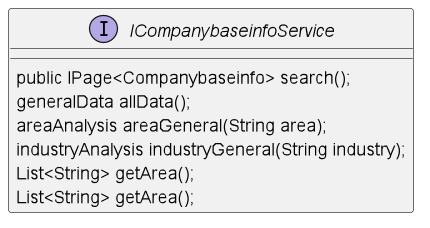 I ICompanybaseinfoService
public IPage<Companybaseinfo> search();
generalData allData();
areaAnalysis areaGeneral(String area);
industryAnalysis industryGeneral(String industry);
List<String> getArea();
List<String> getArea();